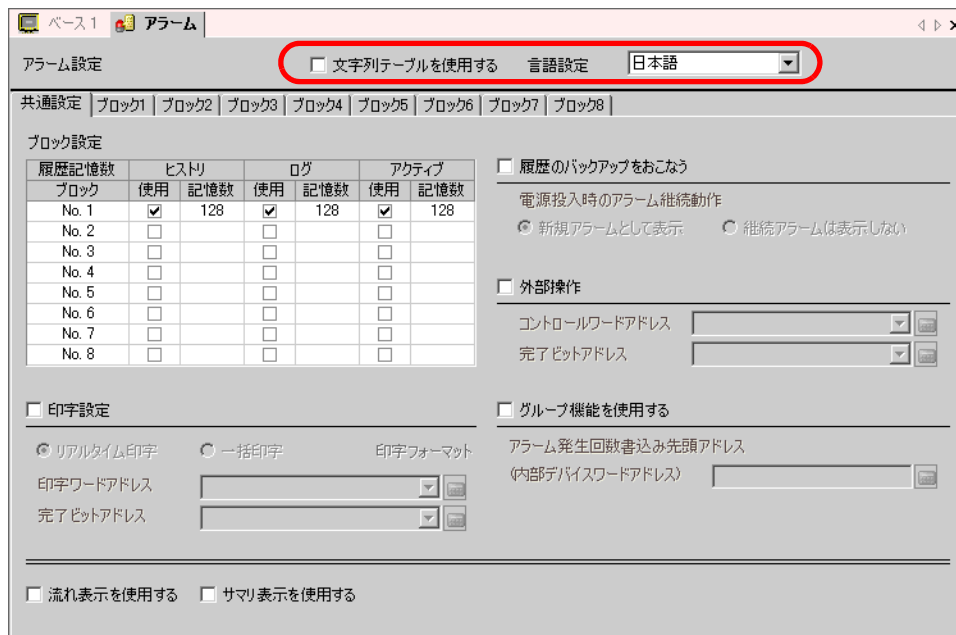 ベース1 アラーム
アラーム設定 文字列テーブルを使用する 言語設定 日本語
共通設定 ブロック1 ブロック2 ブロック3 ブロック4 ブロック5 ブロック6 ブロック7 ブロック8
ブロック設定
履歴記憶数 ヒストリ ログ アクティブ
ブロック 使用 記憶数 使用 記憶数 使用 記憶数
No. 1 128 128 128
No. 2
No. 3
No. 4
No. 5
No. 6
No. 7
No. 8
履歴のバックアップをおこなう
電源投入時のアラーム継続動作
新規アラームとして表示 継続アラームは表示しない
外部操作
コントロールワードアドレス
完了ビットアドレス
印字設定
リアルタイム印字 一括印字 印字フォーマット
印字ワードアドレス
完了ビットアドレス
グループ機能を使用する
アラーム発生回数書込み先頭アドレス
(内部デバイスワードアドレス)
流れ表示を使用する サマリ表示を使用する